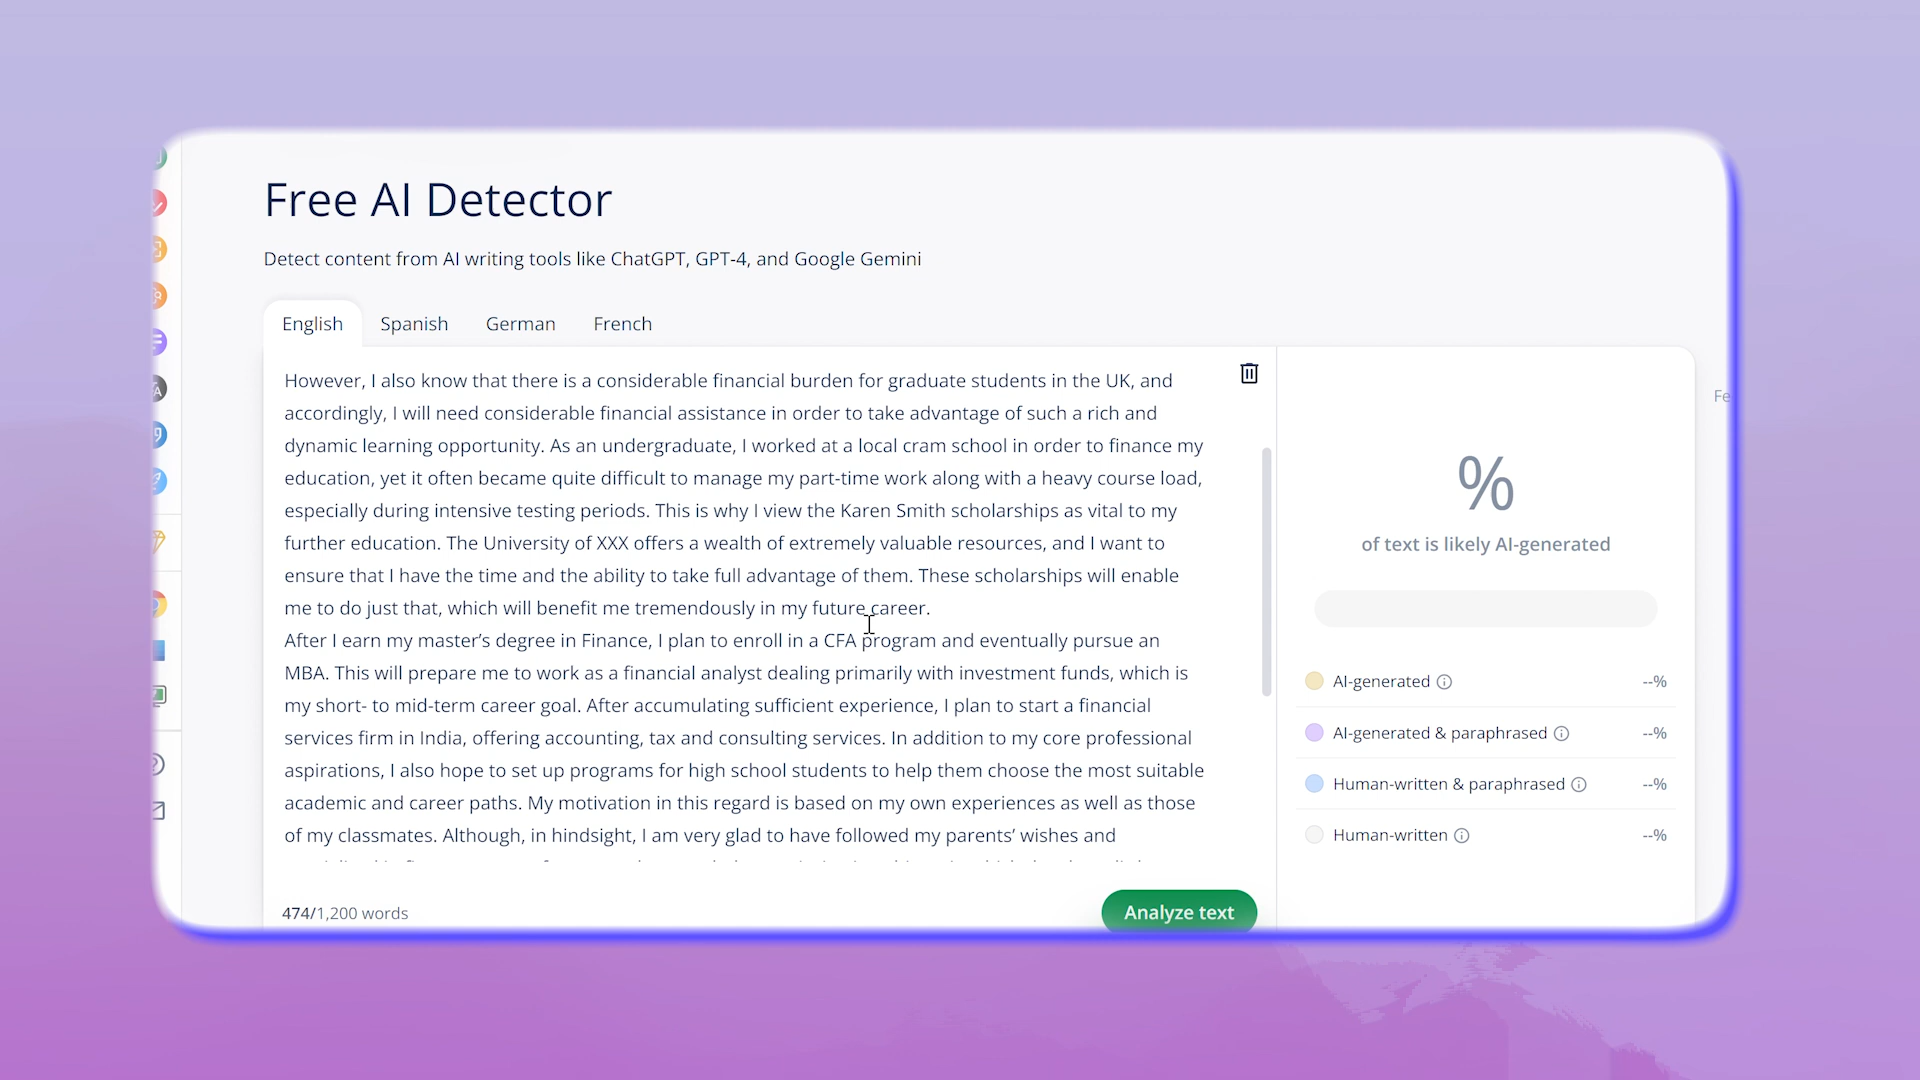 Free AI Detector
Detect content from AI writing tools like ChatGPT, GPT-4, and Google Gemini
English
Spanish
German
French
However, I also know that there is a considerable financial burden for graduate students in the UK, and
accordingly, I will need considerable financial assistance in order to take advantage of such a rich and
dynamic learning opportunity. As an undergraduate, I worked at a local cram school in order to finance my
education, yet it often became quite difficult to manage my part-time work along with a heavy course load,
especially during intensive testing periods. This is why I view the Karen Smith scholarships as vital to my
further education. The University of XXX offers a wealth of extremely valuable resources, and I want to
ensure that I have the time and the ability to take full advantage of them. These scholarships will enable
me to do just that, which will benefit me tremendously in my future career.
After I earn my master’s degree in Finance, I plan to enroll in a CFA program and eventually pursue an
MBA. This will prepare me to work as a financial analyst dealing primarily with investment funds, which is
my short- to mid-term career goal. After accumulating sufficient experience, I plan to start a financial
services firm in India, offering accounting, tax and consulting services. In addition to my core professional
aspirations, I also hope to set up programs for high school students to help them choose the most suitable
academic and career paths. My motivation in this regard is based on my own experiences as well as those
of my classmates. Although, in hindsight, I am very glad to have followed my parents’ wishes and
474/1,200 words
Analyze text
%
of text is likely AI-generated
AI-generated --%
AI-generated & paraphrased --%
Human-written & paraphrased --%
Human-written --%
Fe